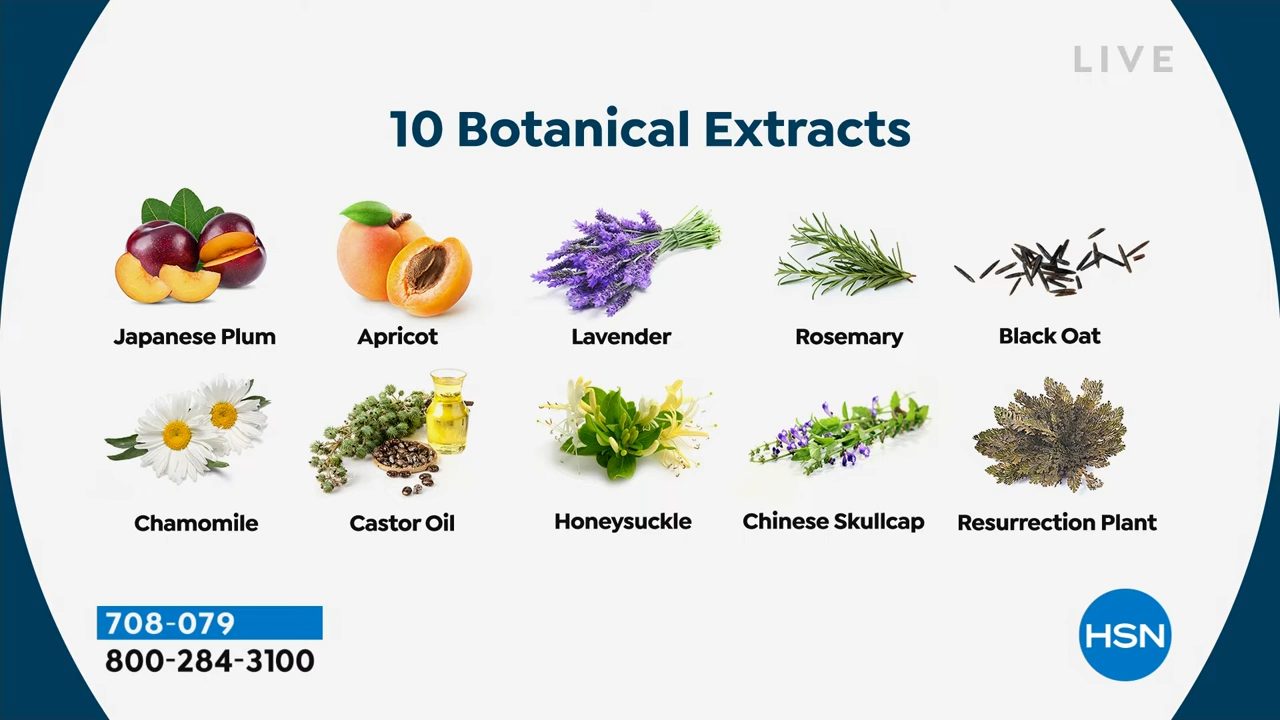 LIVE
10 Botanical Extracts
Japanese Plum
Apricot
Lavender
Rosemary
Black Oat
Chamomile
Castor Oil
Honeysuckle
Chinese Skullcap
Resurrection Plant
708-079
800-284-3100
HSN